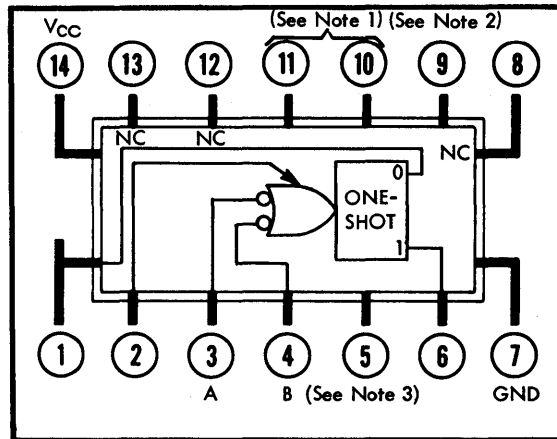 (See Note 1) (See Note 2)
VCC
14 13 12 11 10 9 8
NC NC NC
0
ONE-
SHOT
1
1 2 3 4 5 6 7
A B (See Note 3) GND